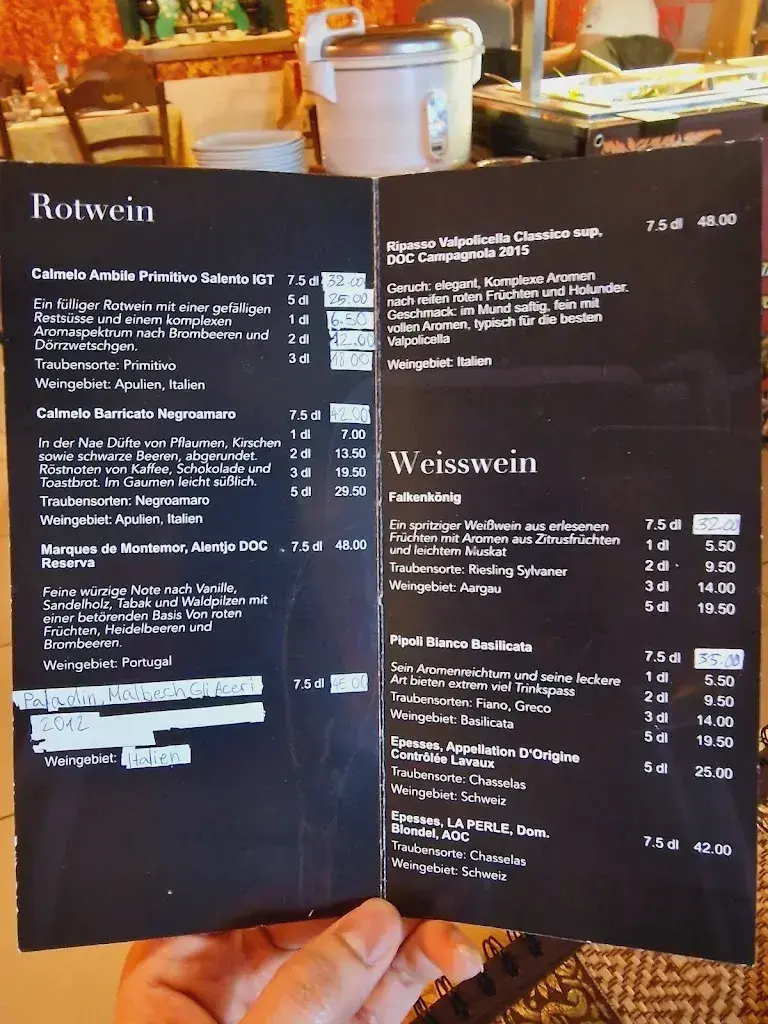 Rotwein
Calmelo Ambile Primitivo Salento IGT 7.5 dl 32.00
5 dl 25.00
Ein fülliger Rotwein mit einer gefälligen
Restsüsse und einem komplexen 1 dl 6.50
Aromaspektrum nach Brombeeren und 2 dl 12.00
Dörrzwetschgen. 3 dl 18.00
Traubensorte: Primitivo
Weingebiet: Apulien, Italien
Calmelo Barricato Negroamaro 7.5 dl 42.00
In der Nae Düfte von Pflaumen, Kirschen 1 dl 7.00
sowie schwarze Beeren, abgerundet. 2 dl 13.50
Röstnoten von Kaffee, Schokolade und 3 dl 19.50
Toastbrot. Im Gaumen leicht süßlich. 5 dl 29.50
Traubensorten: Negroamaro
Weingebiet: Apulien, Italien
Marques de Montemor, Alentjo DOC 7.5 dl 48.00
Reserva
Feine würzige Note nach Vanille,
Sandelholz, Tabak und Waldpilzen mit
einer betörenden Basis Von roten
Früchten, Heidelbeeren und
Brombeeren.
Weingebiet: Portugal
Paladin, Malbech Gli Aceri 7.5 dl 45.00
2012
Weingebiet: Italien
Ripasso Valpolicella Classico sup, 7.5 dl 48.00
DOC Campagnola 2015
Geruch: elegant, Komplexe Aromen
nach reifen roten Früchten und Holunder.
Geschmack: im Mund saftig, fein mit
vollen Aromen, typisch für die besten
Valpolicella
Weingebiet: Italien
Weisswein
Falkenkönig
Ein spritziger Weißwein aus erlesenen 7.5 dl 32.00
Früchten mit Aromen aus Zitrusfrüchten 1 dl 5.50
und leichtem Muskat
Traubensorte: Riesling Sylvaner 2 dl 9.50
Weingebiet: Aargau 3 dl 14.00
5 dl 19.50
Pipoli Bianco Basilicata 7.5 dl 35.00
Sein Aromenreichtum und seine leckere 1 dl 5.50
Art bieten extrem viel Trinkspass
Traubensorten: Fiano, Greco 2 dl 9.50
Weingebiet: Basilicata 3 dl 14.00
5 dl 19.50
Epesses, Appellation D'Origine
Contrôlée Lavaux 5 dl 25.00
Traubensorte: Chasselas
Weingebiet: Schweiz
Epesses, LA PERLE, Dom.
Blondel, AOC 7.5 dl 42.00
Traubensorte: Chasselas
Weingebiet: Schweiz